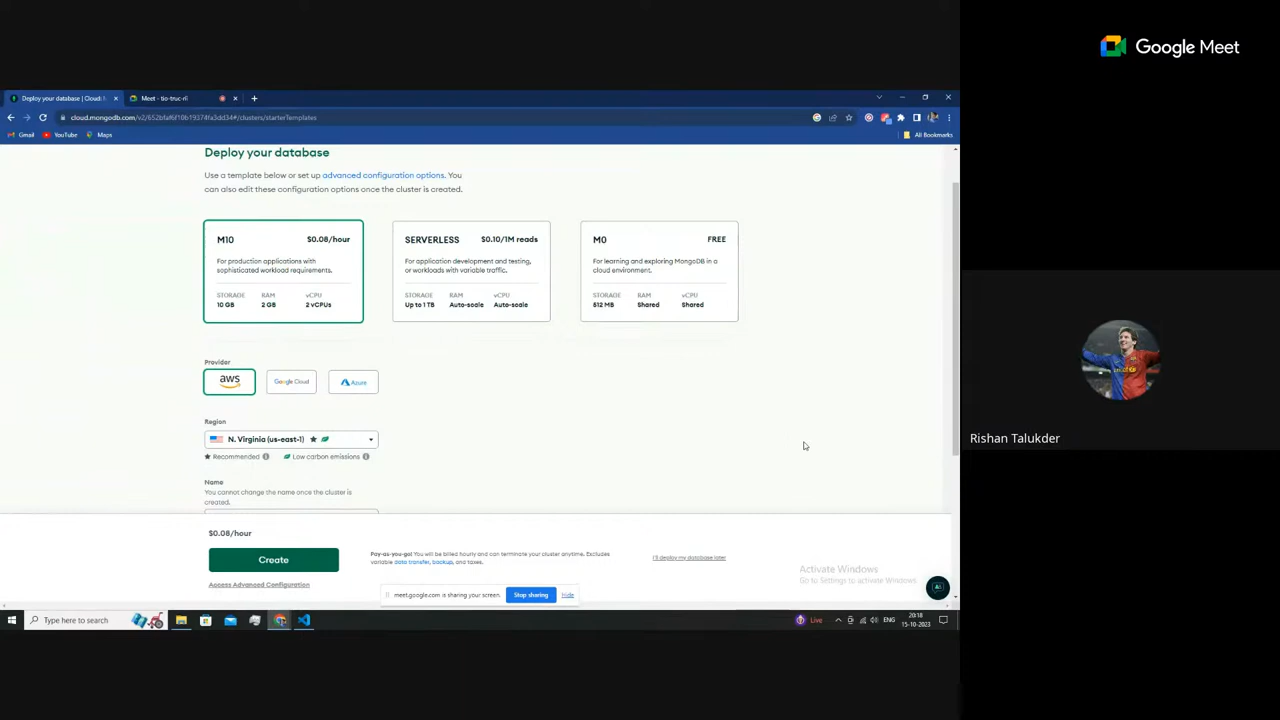 Google Meet
Deploy your database | Cloud: M
Meet - tio-truc-rii
cloud.mongodb.com/v2/652bfaf6f10b19374fa3dd34#/clusters/starterTemplates
Gmail
YouTube
Maps
All Bookmarks
Deploy your database
Use a template below or set up advanced configuration options. You
can also edit these configuration options once the cluster is created.
M10 $0.08/hour
For production applications with
sophisticated workload requirements.
STORAGE RAM vCPU
10 GB 2 GB 2 vCPUs
SERVERLESS $0.10/1M reads
For application development and testing,
or workloads with variable traffic.
STORAGE RAM vCPU
Up to 1 TB Auto-scale Auto-scale
M0 FREE
For learning and exploring MongoDB in a
cloud environment.
STORAGE RAM vCPU
512 MB Shared Shared
Provider
aws
Google Cloud
Azure
Region
N. Virginia (us-east-1)
Recommended
Low carbon emissions
Name
You cannot change the name once the cluster is
created.
$0.08/hour
Create
Access Advanced Configuration
Pay-as-you-go! You will be billed hourly and can terminate your cluster anytime. Excludes
variable data transfer, backup, and taxes.
I'll deploy my database later
Activate Windows
Go to Settings to activate Windows.
meet.google.com is sharing your screen.
Stop sharing
Hide
Type here to search
Live
ENG
20:18
15-10-2023
Rishan Talukder